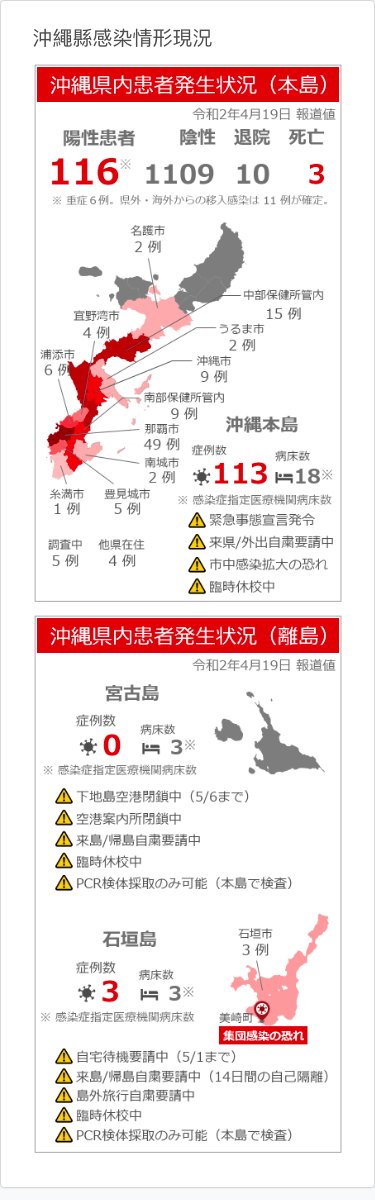 沖繩縣感染情形現況
沖縄県内患者発生状況（本島）
令和2年4月19日 報道値
陽性患者 陰性 退院 死亡
116※ 1109 10 3
※ 重症６例。県外・海外からの移入感染は 11 例が確定。
名護市
2 例
中部保健所管内
15 例
宜野湾市
4 例
うるま市
2 例
浦添市
6 例
沖縄市
9 例
南部保健所管内
9 例
那覇市
49 例
南城市
2 例
糸満市
1 例
豊見城市
5 例
調査中
5 例
他県在住
4 例
沖縄本島
症例数 病床数
113 18※
※ 感染症指定医療機関病床数
緊急事態宣言発令
来県/外出自粛要請中
市中感染拡大の恐れ
臨時休校中
沖縄県内患者発生状況（離島）
令和2年4月19日 報道値
宮古島
症例数 病床数
0 3※
※ 感染症指定医療機関病床数
下地島空港閉鎖中（5/6まで）
空港案内所閉鎖中
来島/帰島自粛要請中
臨時休校中
PCR検体採取のみ可能（本島で検査）
石垣島
症例数 病床数
3 3※
※ 感染症指定医療機関病床数
石垣市
3 例
美崎町
集団感染の恐れ
自宅待機要請中（5/1まで）
来島/帰島自粛要請中（14日間の自己隔離）
島外旅行自粛要請中
臨時休校中
PCR検体採取のみ可能（本島で検査）